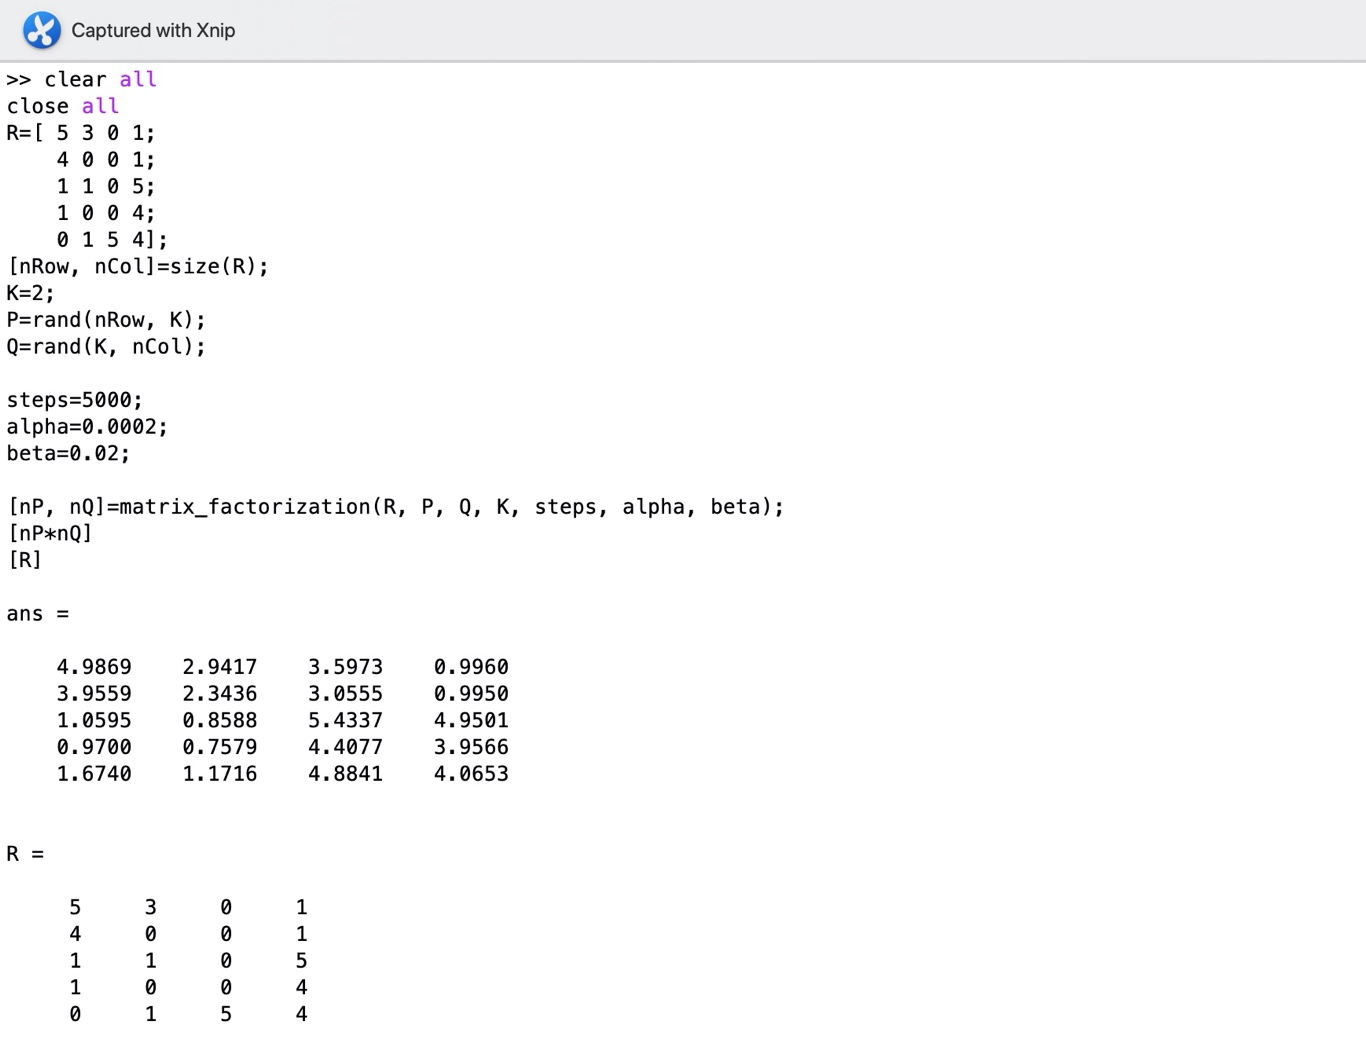 Captured with Xnip
>> clear all
close all
R=[ 5 3 0 1;
    4 0 0 1;
    1 1 0 5;
    1 0 0 4;
    0 1 5 4];
[nRow, nCol]=size(R);
K=2;
P=rand(nRow, K);
Q=rand(K, nCol);
steps=5000;
alpha=0.0002;
beta=0.02;
[nP, nQ]=matrix_factorization(R, P, Q, K, steps, alpha, beta);
[nP*nQ]
[R]
ans =
    4.9869    2.9417    3.5973    0.9960
    3.9559    2.3436    3.0555    0.9950
    1.0595    0.8588    5.4337    4.9501
    0.9700    0.7579    4.4077    3.9566
    1.6740    1.1716    4.8841    4.0653
R =
     5     3     0     1
     4     0     0     1
     1     1     0     5
     1     0     0     4
     0     1     5     4